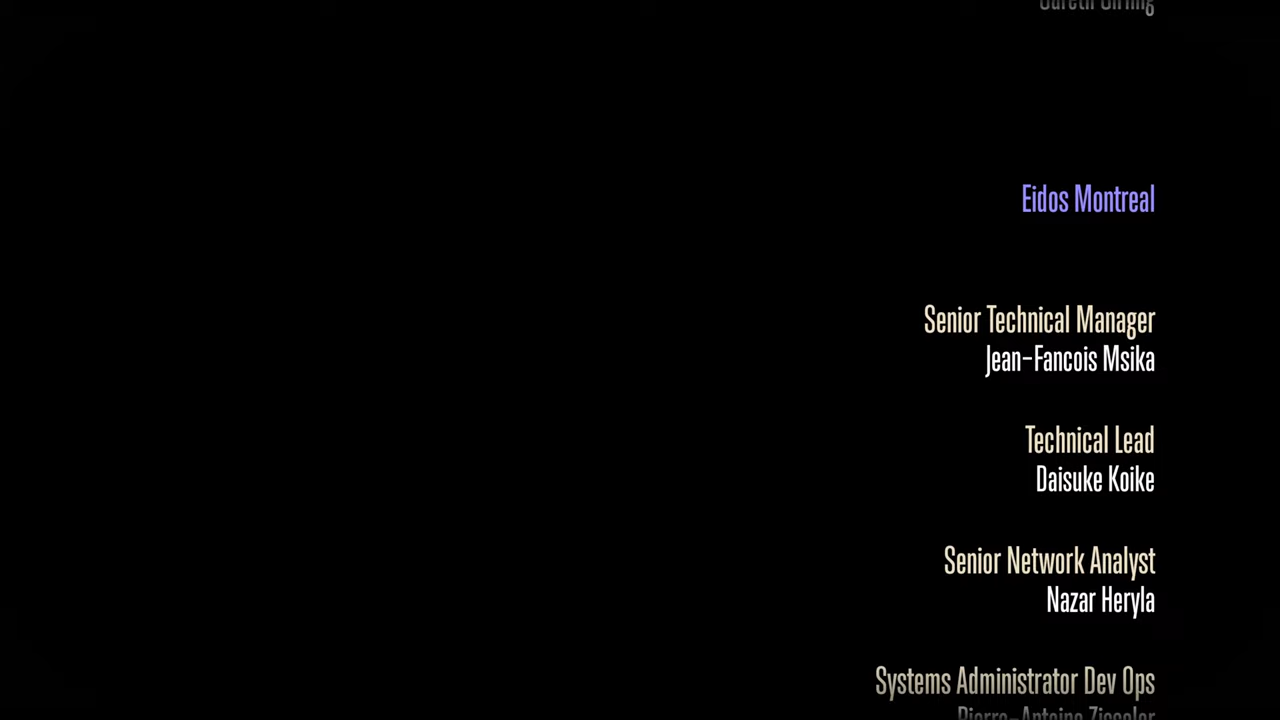 Eidos Montreal
Senior Technical Manager
Jean-Fancois Msika
Technical Lead
Daisuke Koike
Senior Network Analyst
Nazar Heryla
Systems Administrator Dev Ops